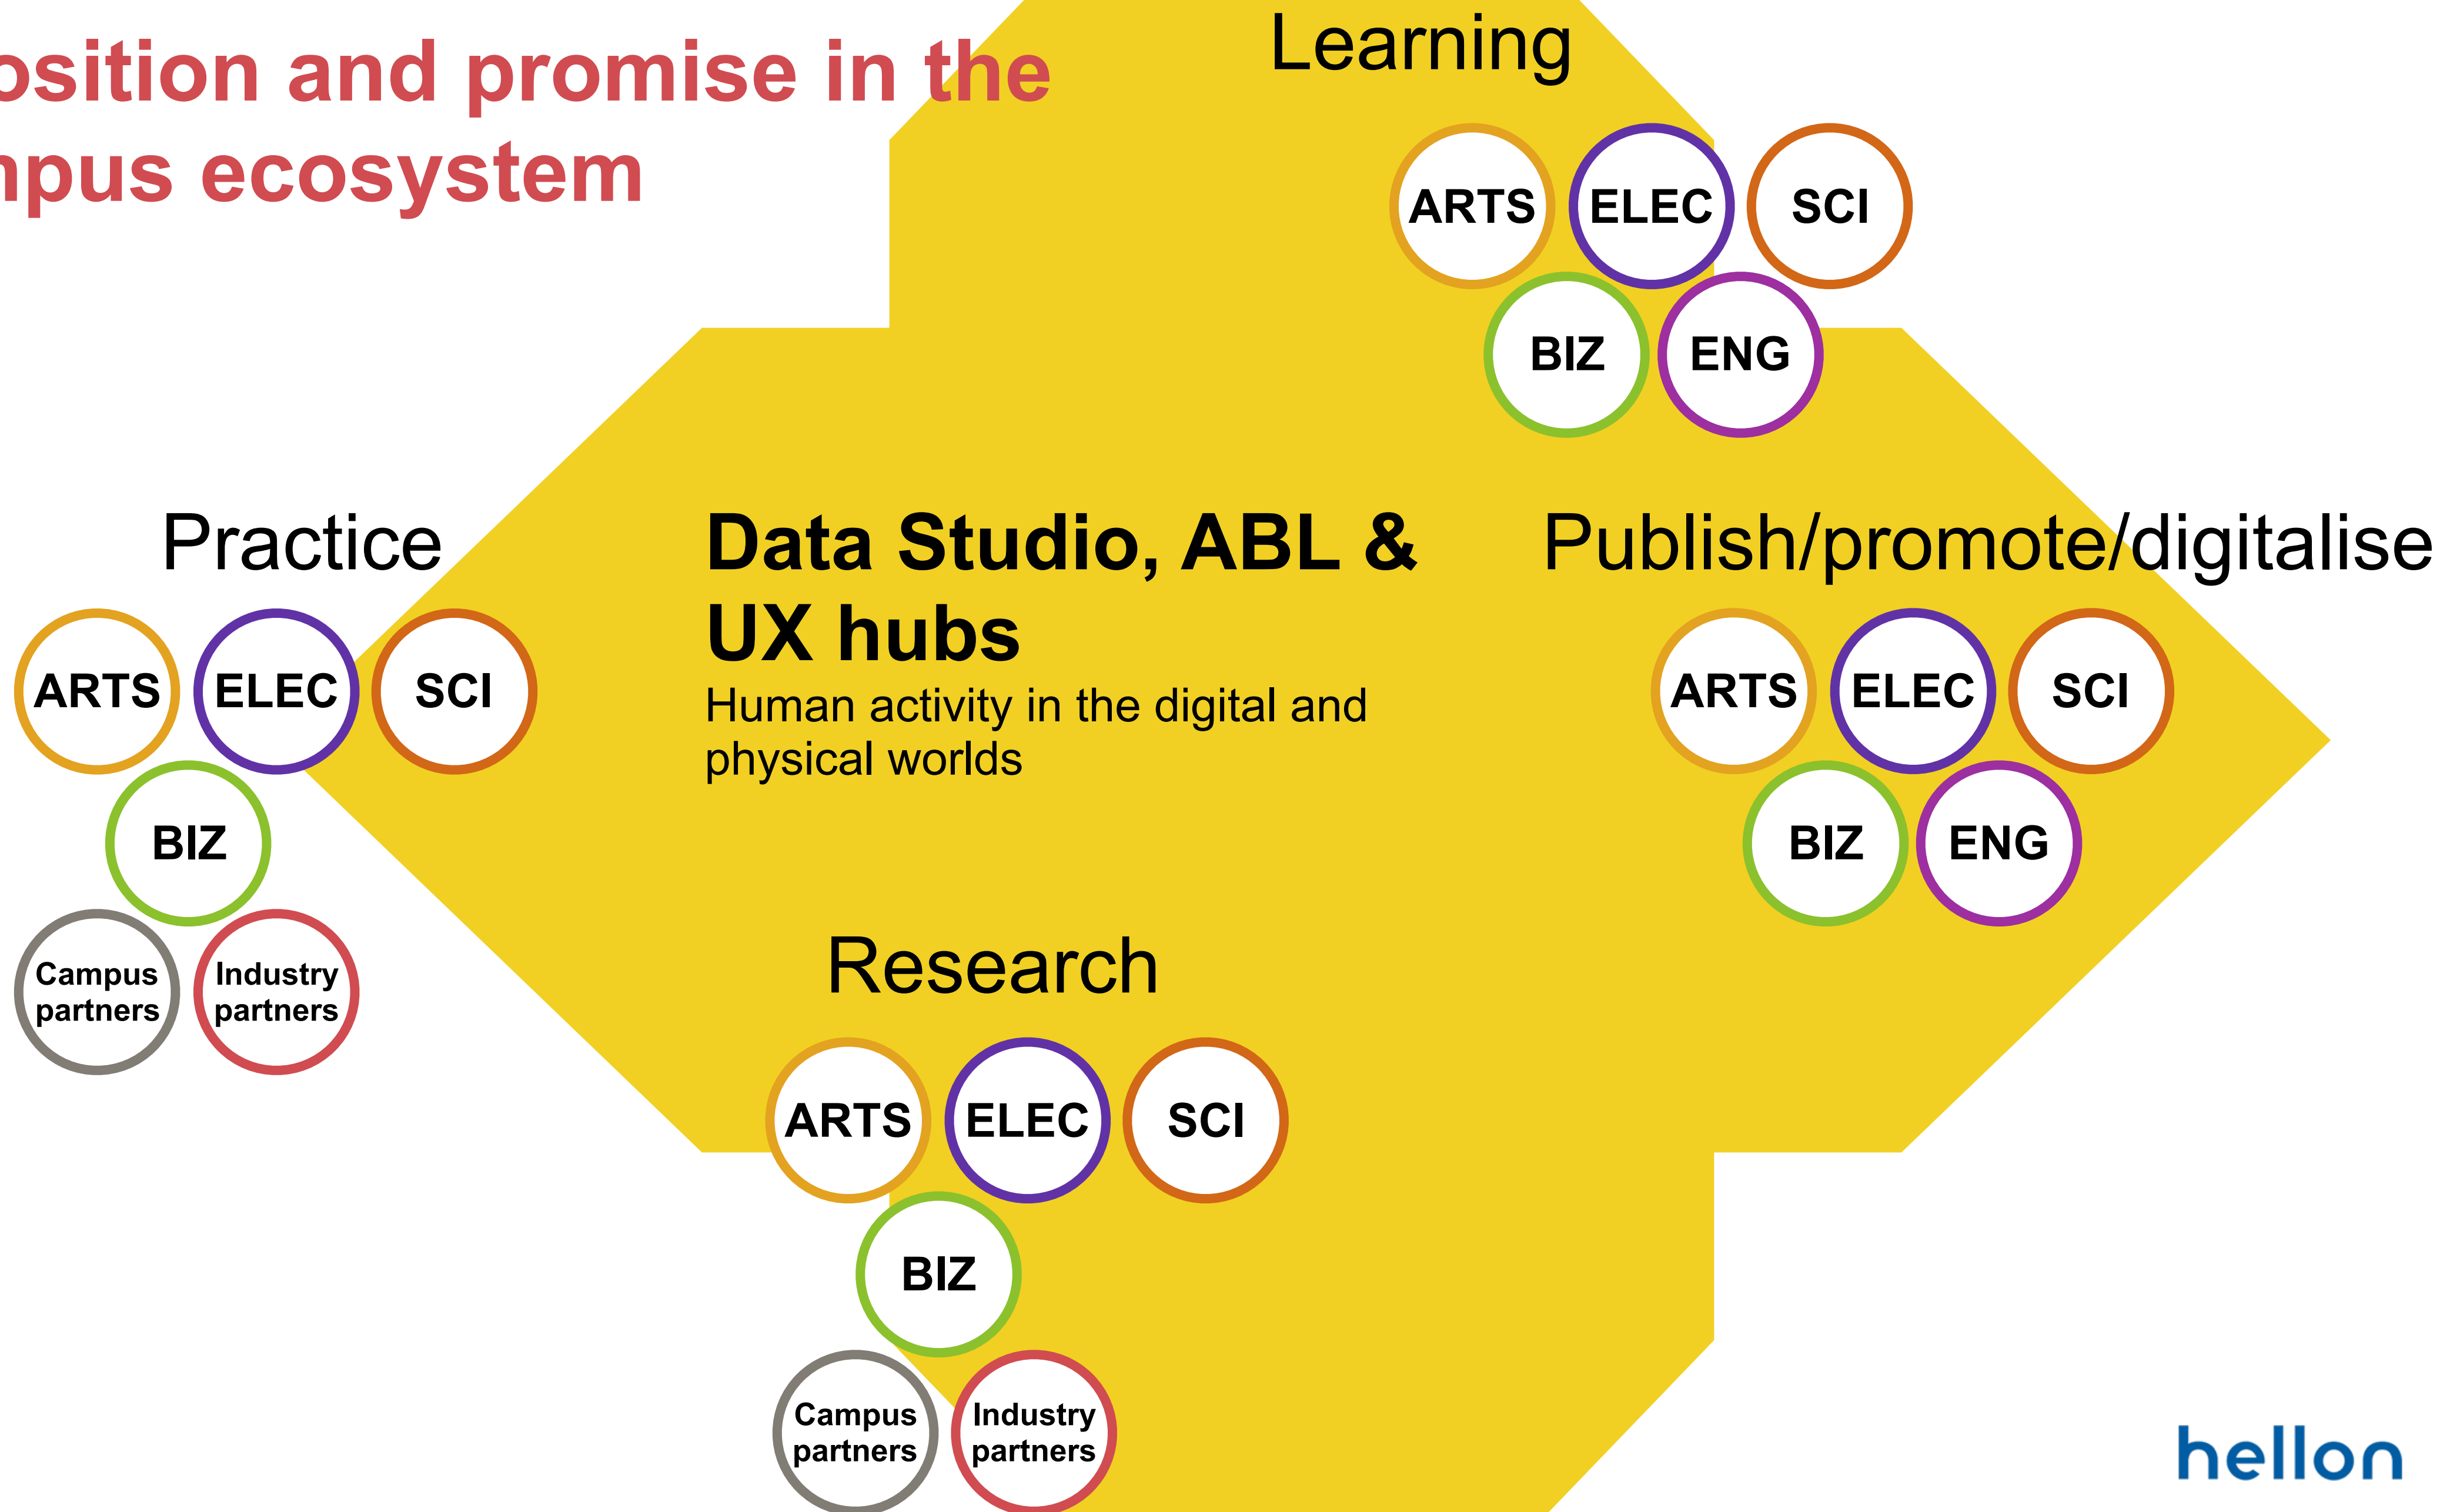 osition and promise in the
npus ecosystem
Learning
ARTS
ELEC
SCI
BIZ
ENG
Practice
ARTS
ELEC
SCI
BIZ
Campus
partners
Industry
partners
Data Studio, ABL &
UX hubs
Human activity in the digital and
physical worlds
Publish/promote/digitalise
ARTS
ELEC
SCI
BIZ
ENG
Research
ARTS
ELEC
SCI
BIZ
Campus
partners
Industry
partners
hellon